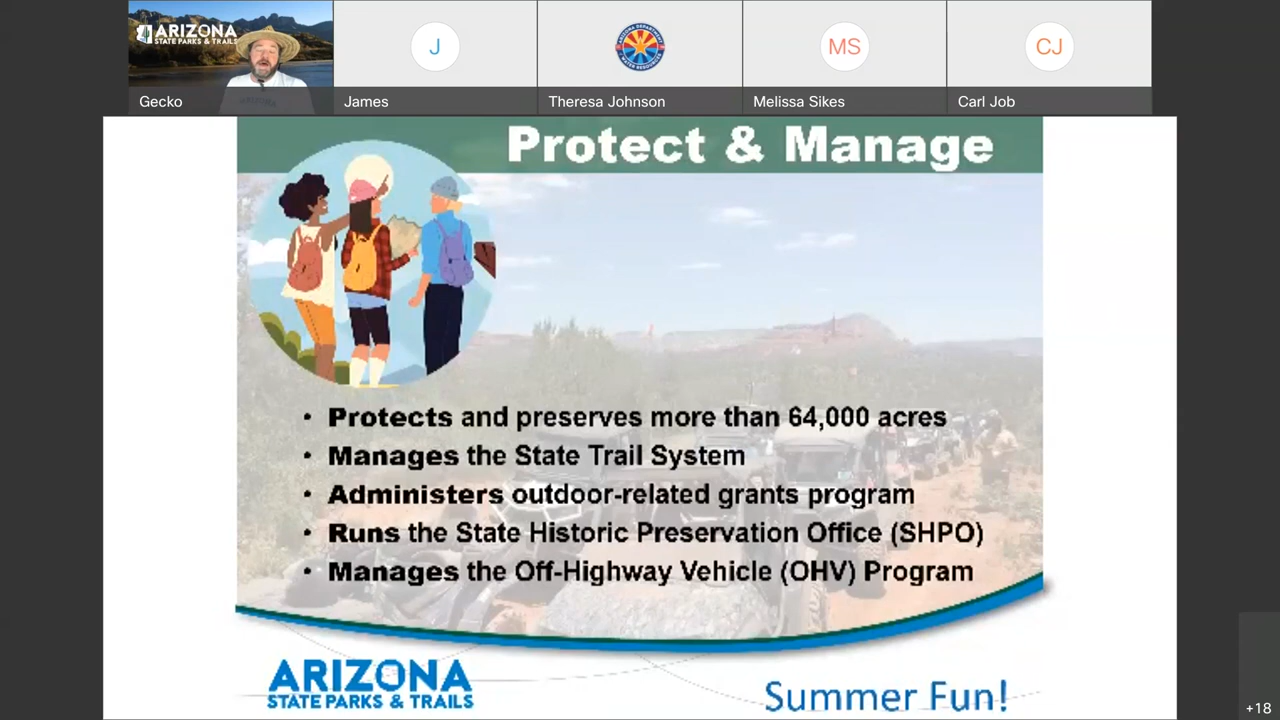 ARIZONA
STATE PARKS & TRAILS
J
MS
CJ
Gecko
James
Theresa Johnson
Melissa Sikes
Carl Job
Protect & Manage
• Protects and preserves more than 64,000 acres
• Manages the State Trail System
• Administers outdoor-related grants program
• Runs the State Historic Preservation Office (SHPO)
• Manages the Off-Highway Vehicle (OHV) Program
ARIZONA
STATE PARKS & TRAILS
Summer Fun!
+18